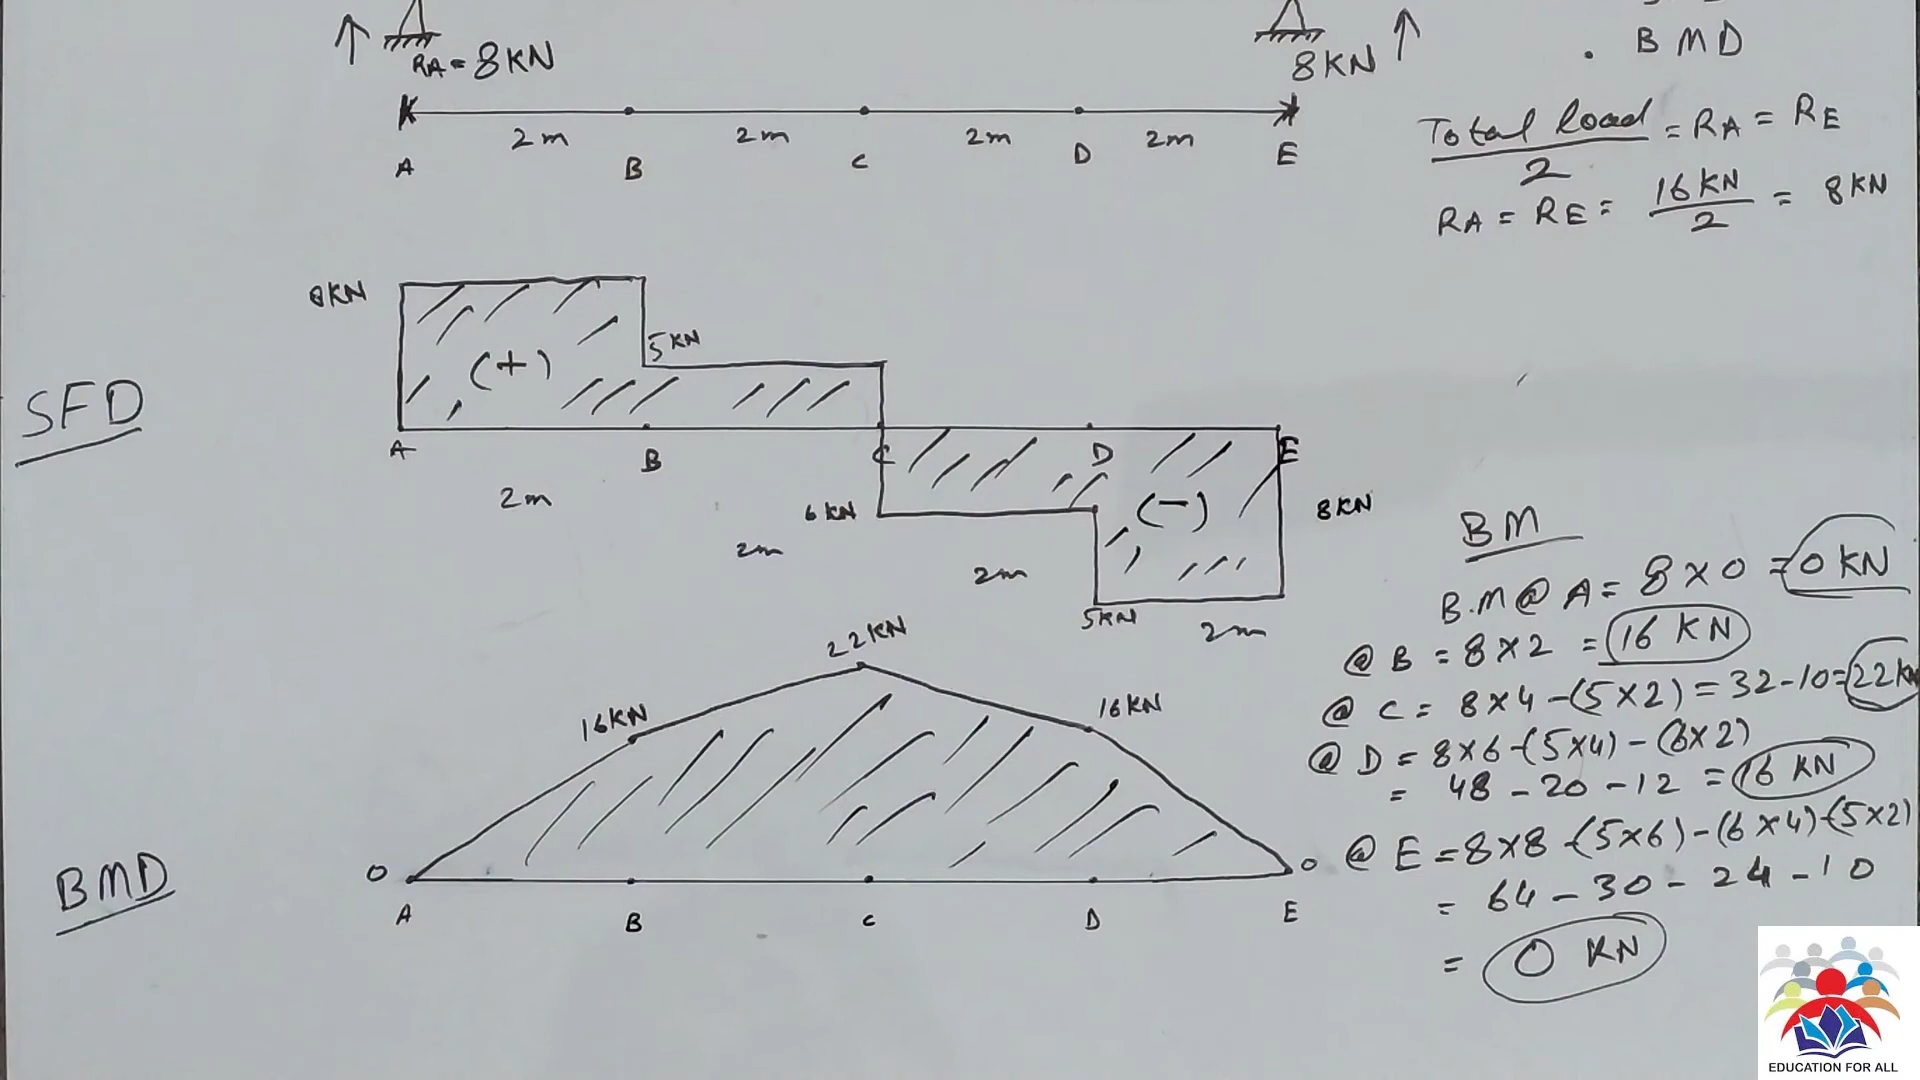 RA = 8KN
8KN
. BMD
2m 2m 2m 2m
A B C D E
Total load / 2 = RA = RE
RA = RE = 16KN / 2 = 8KN
SFD
8KN
5KN
(+)
A B C D E
2m
6KN
(-)
8KN
2m
2m
5KN
2m
BM
B.M@ A = 8×0 = 0 KN
@ B = 8×2 = 16 KN
@ C = 8×4 -(5×2) = 32-10=22KN
@ D = 8×6-(5×4) - (6×2)
= 48 - 20 - 12 = 16 KN
@ E = 8×8 -(5×6)-(6×4)-(5×2)
= 64 - 30 - 24 - 10
= 0 KN
BMD
22KN
16KN
16KN
0
0
A B C D E
EDUCATION FOR ALL